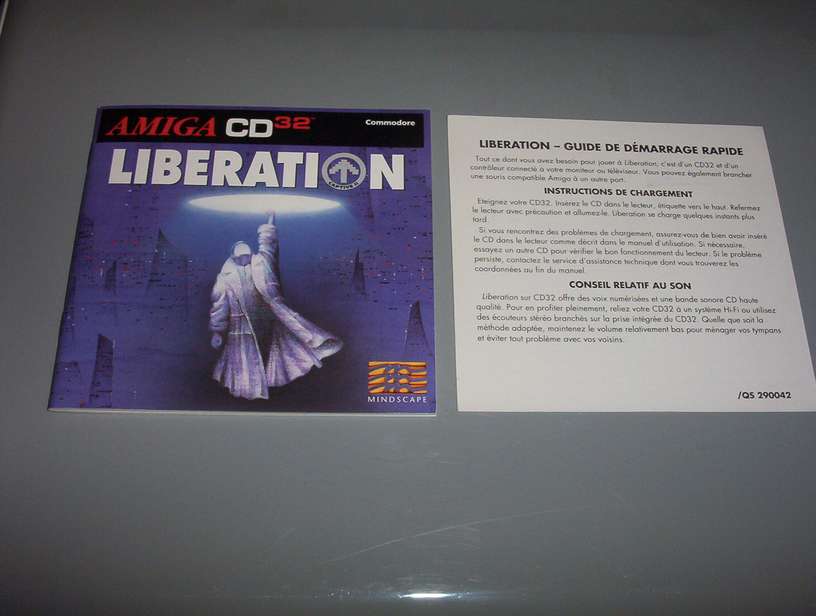 AMIGA CD32™
Commodore
LIBERATION
CAPTIVE II
MINDSCAPE
LIBERATION – GUIDE DE DÉMARRAGE RAPIDE
Tout ce dont vous avez besoin pour jouer à Liberation, c'est d'un CD32 et d'un
contrôleur connecté à votre moniteur ou téléviseur. Vous pouvez également brancher
une souris compatible Amiga à un autre port.
INSTRUCTIONS DE CHARGEMENT
Eteignez votre CD32. Insérez le CD dans le lecteur, étiquette vers le haut. Refermez
le lecteur avec précaution et allumez-le. Liberation se charge quelques instants plus
tard.
Si vous rencontrez des problèmes de chargement, assurez-vous de bien avoir inséré
le CD dans le lecteur comme décrit dans le manuel d'utilisation. Si nécessaire,
essayez un autre CD pour vérifier le bon fonctionnement du lecteur. Si le problème
persiste, contactez le service d'assistance technique dont vous trouverez les
coordonnées au fin du manuel.
CONSEIL RELATIF AU SON
Liberation sur CD32 offre des voix numérisées et une bande sonore CD haute
qualité. Pour en profiter pleinement, reliez votre CD32 à un système Hi-Fi ou utilisez
des écouteurs stéréo branchés sur la prise intégrée du CD32. Quelle que soit la
méthode adoptée, maintenez le volume relativement bas pour ménager vos tympans
et éviter tout problème avec vos voisins.
/QS 290042